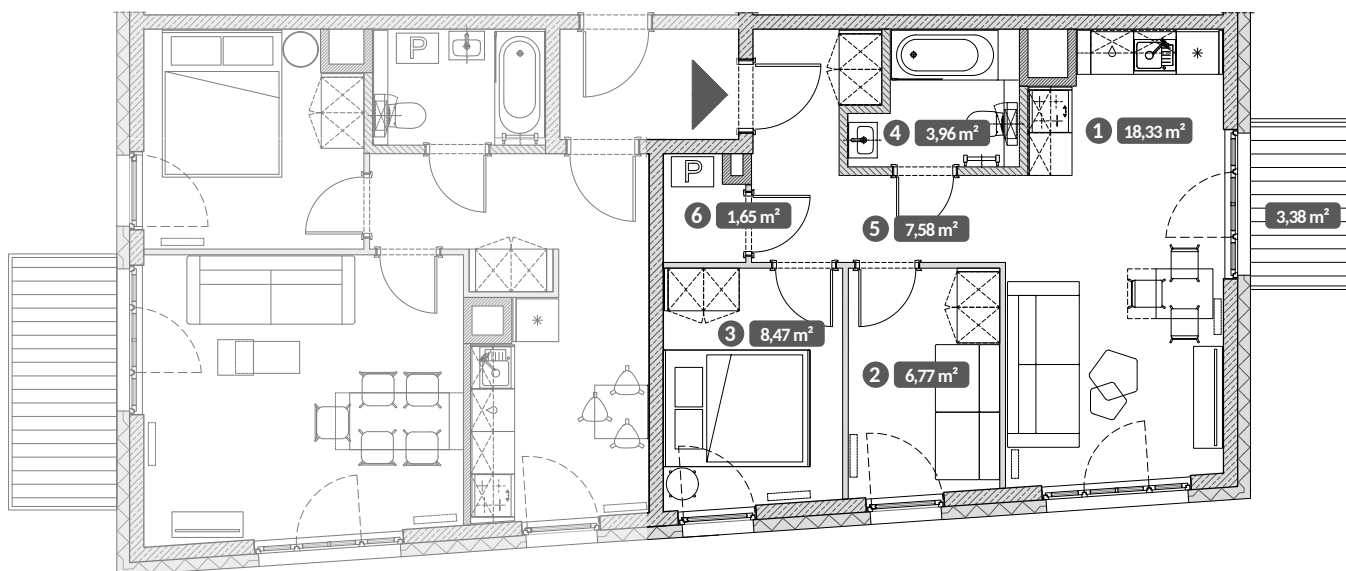 P
4 3,96 m²
1 18,33 m²
P
6 1,65 m²
5 7,58 m²
3,38 m²
3 8,47 m²
2 6,77 m²